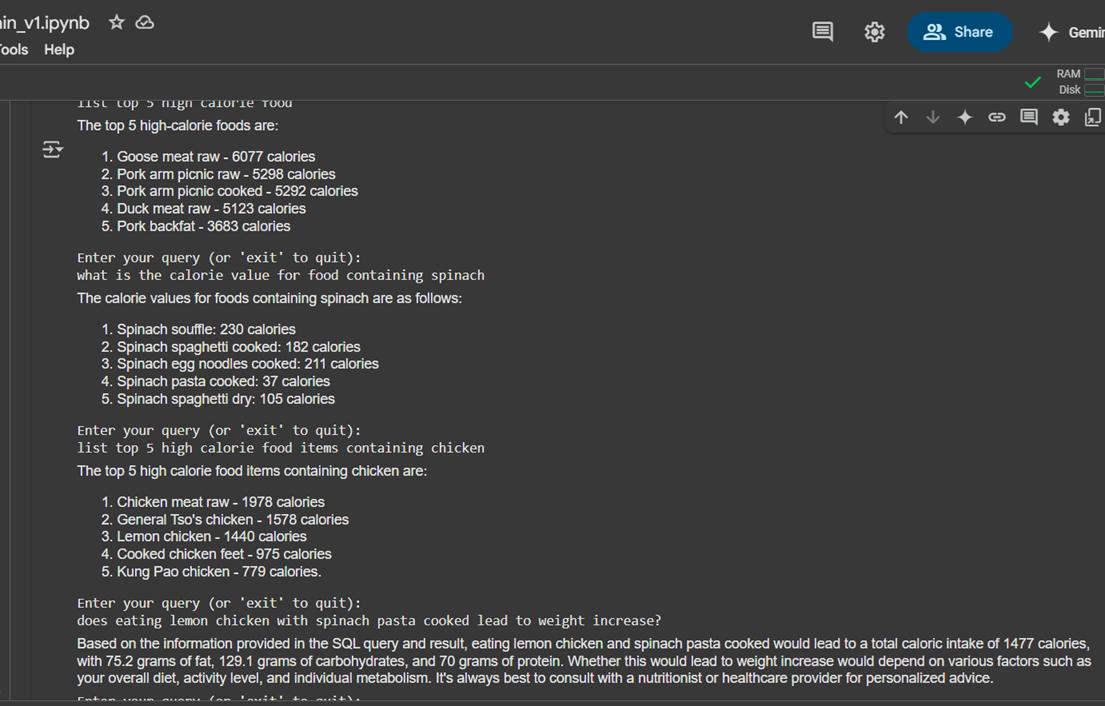 in_v1.ipynb
Tools Help
Share
Gemin
RAM
Disk
list top 5 high calorie food
The top 5 high-calorie foods are:
1. Goose meat raw - 6077 calories
2. Pork arm picnic raw - 5298 calories
3. Pork arm picnic cooked - 5292 calories
4. Duck meat raw - 5123 calories
5. Pork backfat - 3683 calories
Enter your query (or 'exit' to quit):
what is the calorie value for food containing spinach
The calorie values for foods containing spinach are as follows:
1. Spinach souffle: 230 calories
2. Spinach spaghetti cooked: 182 calories
3. Spinach egg noodles cooked: 211 calories
4. Spinach pasta cooked: 37 calories
5. Spinach spaghetti dry: 105 calories
Enter your query (or 'exit' to quit):
list top 5 high calorie food items containing chicken
The top 5 high calorie food items containing chicken are:
1. Chicken meat raw - 1978 calories
2. General Tso's chicken - 1578 calories
3. Lemon chicken - 1440 calories
4. Cooked chicken feet - 975 calories
5. Kung Pao chicken - 779 calories.
Enter your query (or 'exit' to quit):
does eating lemon chicken with spinach pasta cooked lead to weight increase?
Based on the information provided in the SQL query and result, eating lemon chicken and spinach pasta cooked would lead to a total caloric intake of 1477 calories,
with 75.2 grams of fat, 129.1 grams of carbohydrates, and 70 grams of protein. Whether this would lead to weight increase would depend on various factors such as
your overall diet, activity level, and individual metabolism. It's always best to consult with a nutritionist or healthcare provider for personalized advice.
Enter your query (or 'exit' to quit):